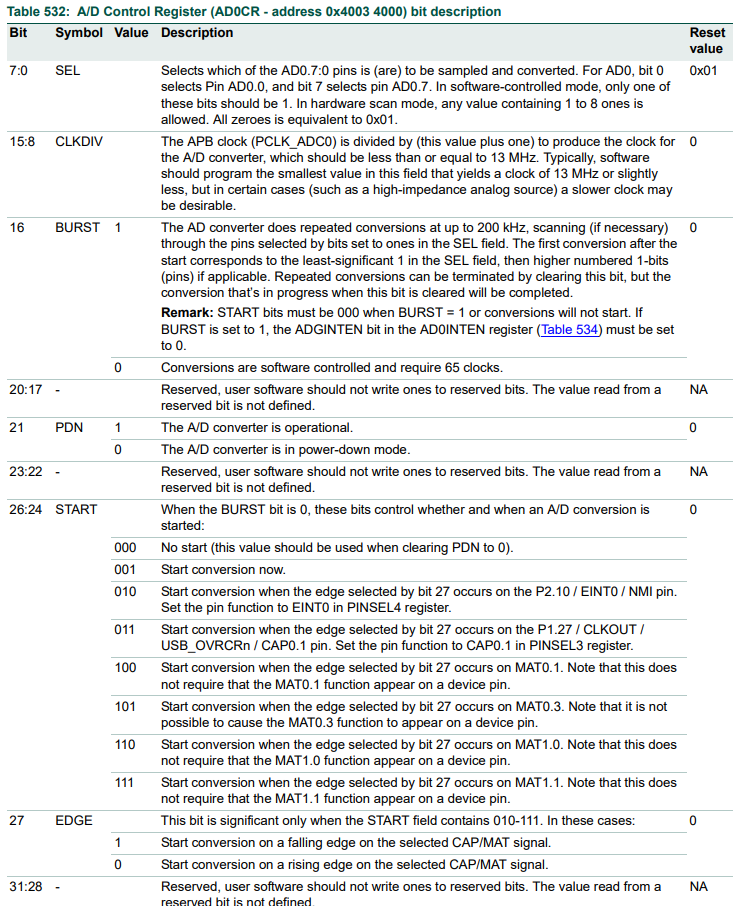 Table 532: A/D Control Register (AD0CR - address 0x4003 4000) bit description
Bit Symbol Value Description Reset
value
7:0 SEL Selects which of the AD0.7:0 pins is (are) to be sampled and converted. For AD0, bit 0 0x01
selects Pin AD0.0, and bit 7 selects pin AD0.7. In software-controlled mode, only one of
these bits should be 1. In hardware scan mode, any value containing 1 to 8 ones is
allowed. All zeroes is equivalent to 0x01.
15:8 CLKDIV The APB clock (PCLK_ADC0) is divided by (this value plus one) to produce the clock for 0
the A/D converter, which should be less than or equal to 13 MHz. Typically, software
should program the smallest value in this field that yields a clock of 13 MHz or slightly
less, but in certain cases (such as a high-impedance analog source) a slower clock may
be desirable.
16 BURST 1 The AD converter does repeated conversions at up to 200 kHz, scanning (if necessary) 0
through the pins selected by bits set to ones in the SEL field. The first conversion after the
start corresponds to the least-significant 1 in the SEL field, then higher numbered 1-bits
(pins) if applicable. Repeated conversions can be terminated by clearing this bit, but the
conversion that's in progress when this bit is cleared will be completed.
Remark: START bits must be 000 when BURST = 1 or conversions will not start. If
BURST is set to 1, the ADGINTEN bit in the AD0INTEN register (Table 534) must be set
to 0.
0 Conversions are software controlled and require 65 clocks.
20:17 - Reserved, user software should not write ones to reserved bits. The value read from a NA
reserved bit is not defined.
21 PDN 1 The A/D converter is operational. 0
0 The A/D converter is in power-down mode.
23:22 - Reserved, user software should not write ones to reserved bits. The value read from a NA
reserved bit is not defined.
26:24 START When the BURST bit is 0, these bits control whether and when an A/D conversion is 0
started:
000 No start (this value should be used when clearing PDN to 0).
001 Start conversion now.
010 Start conversion when the edge selected by bit 27 occurs on the P2.10 / EINT0 / NMI pin.
Set the pin function to EINT0 in PINSEL4 register.
011 Start conversion when the edge selected by bit 27 occurs on the P1.27 / CLKOUT /
USB_OVRCRn / CAP0.1 pin. Set the pin function to CAP0.1 in PINSEL3 register.
100 Start conversion when the edge selected by bit 27 occurs on MAT0.1. Note that this does
not require that the MAT0.1 function appear on a device pin.
101 Start conversion when the edge selected by bit 27 occurs on MAT0.3. Note that it is not
possible to cause the MAT0.3 function to appear on a device pin.
110 Start conversion when the edge selected by bit 27 occurs on MAT1.0. Note that this does
not require that the MAT1.0 function appear on a device pin.
111 Start conversion when the edge selected by bit 27 occurs on MAT1.1. Note that this does
not require that the MAT1.1 function appear on a device pin.
27 EDGE This bit is significant only when the START field contains 010-111. In these cases: 0
1 Start conversion on a falling edge on the selected CAP/MAT signal.
0 Start conversion on a rising edge on the selected CAP/MAT signal.
31:28 - Reserved, user software should not write ones to reserved bits. The value read from a NA
reserved bit is not defined.